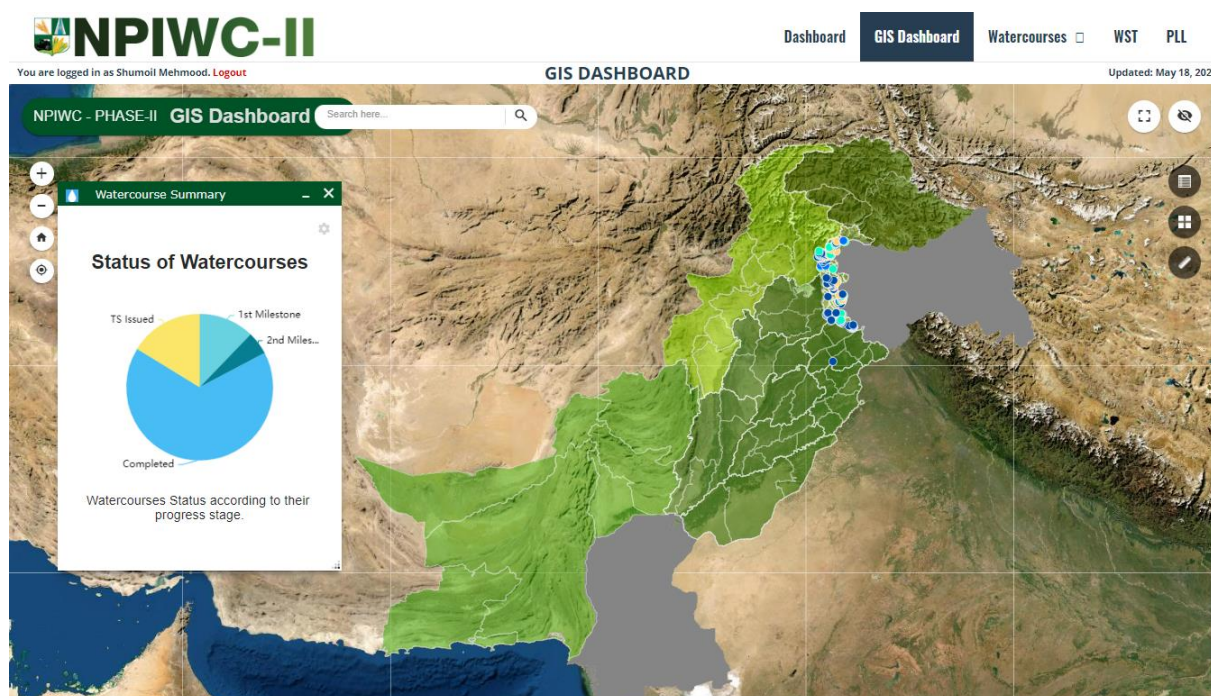 NPIWC-II
Dashboard
GIS Dashboard
Watercourses
WST
PLL
You are logged in as Shumoil Mehmood. Logout
GIS DASHBOARD
Updated: May 18, 202
NPIWC - PHASE-II GIS Dashboard
Search here...
Watercourse Summary
Status of Watercourses
TS Issued
1st Milestone
2nd Miles...
Completed
Watercourses Status according to their
progress stage.